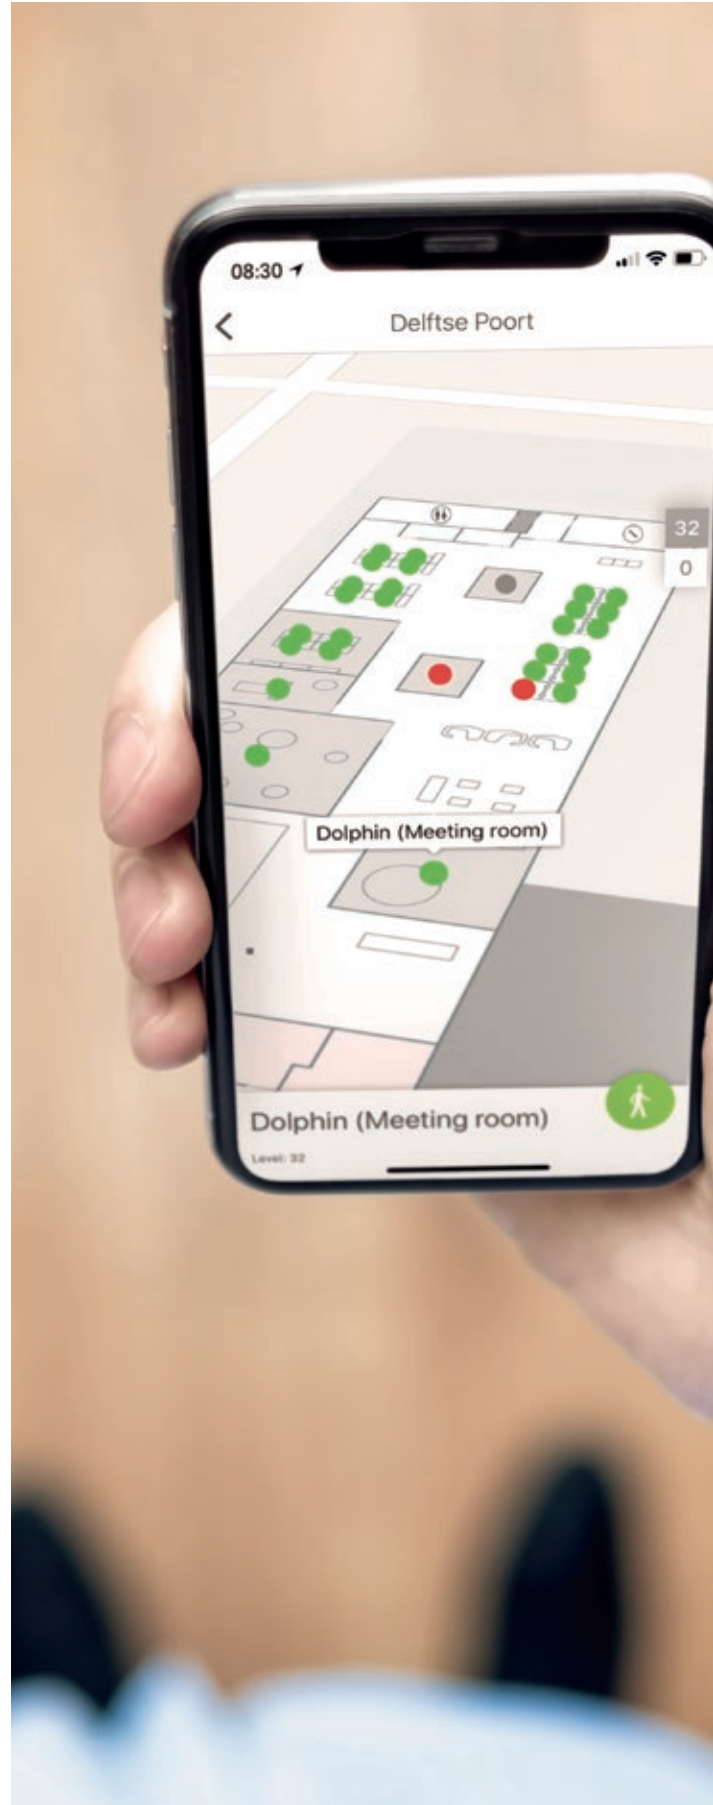 08:30
Delftse Poort
32
0
Dolphin (Meeting room)
Dolphin (Meeting room)
Level: 32